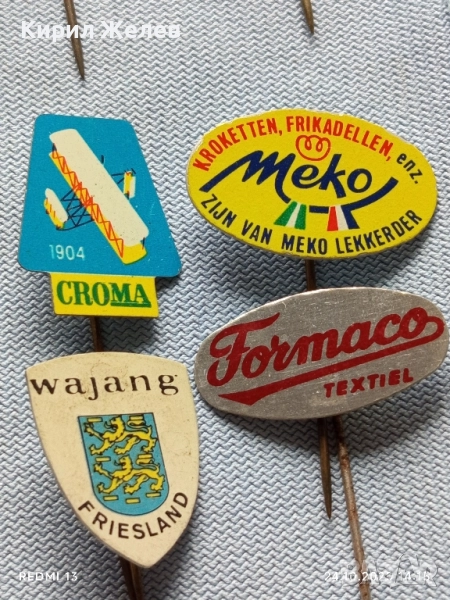 Кирил Желев
KROKETTEN, FRIKADELLEN, enz.
Meko
ZIJN VAN MEKO LEKKERDER
1904
CROMA
Formaco
TEXTIEL
wajang
FRIESLAND
REDMI 13